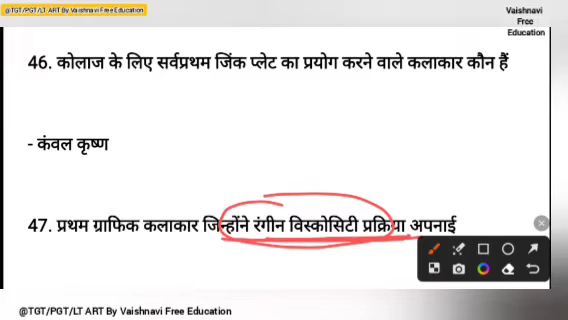 @TGT/PGT/LT ART By Vaishnavi Free Education
Vaishnavi
Free
Education
46. कोलाज के लिए सर्वप्रथम जिंक प्लेट का प्रयोग करने वाले कलाकार कौन हैं
- कंवल कृष्ण
47. प्रथम ग्राफिक कलाकार जिन्होंने रंगीन विस्कोसिटी प्रक्रिया अपनाई
@TGT/PGT/LT ART By Vaishnavi Free Education